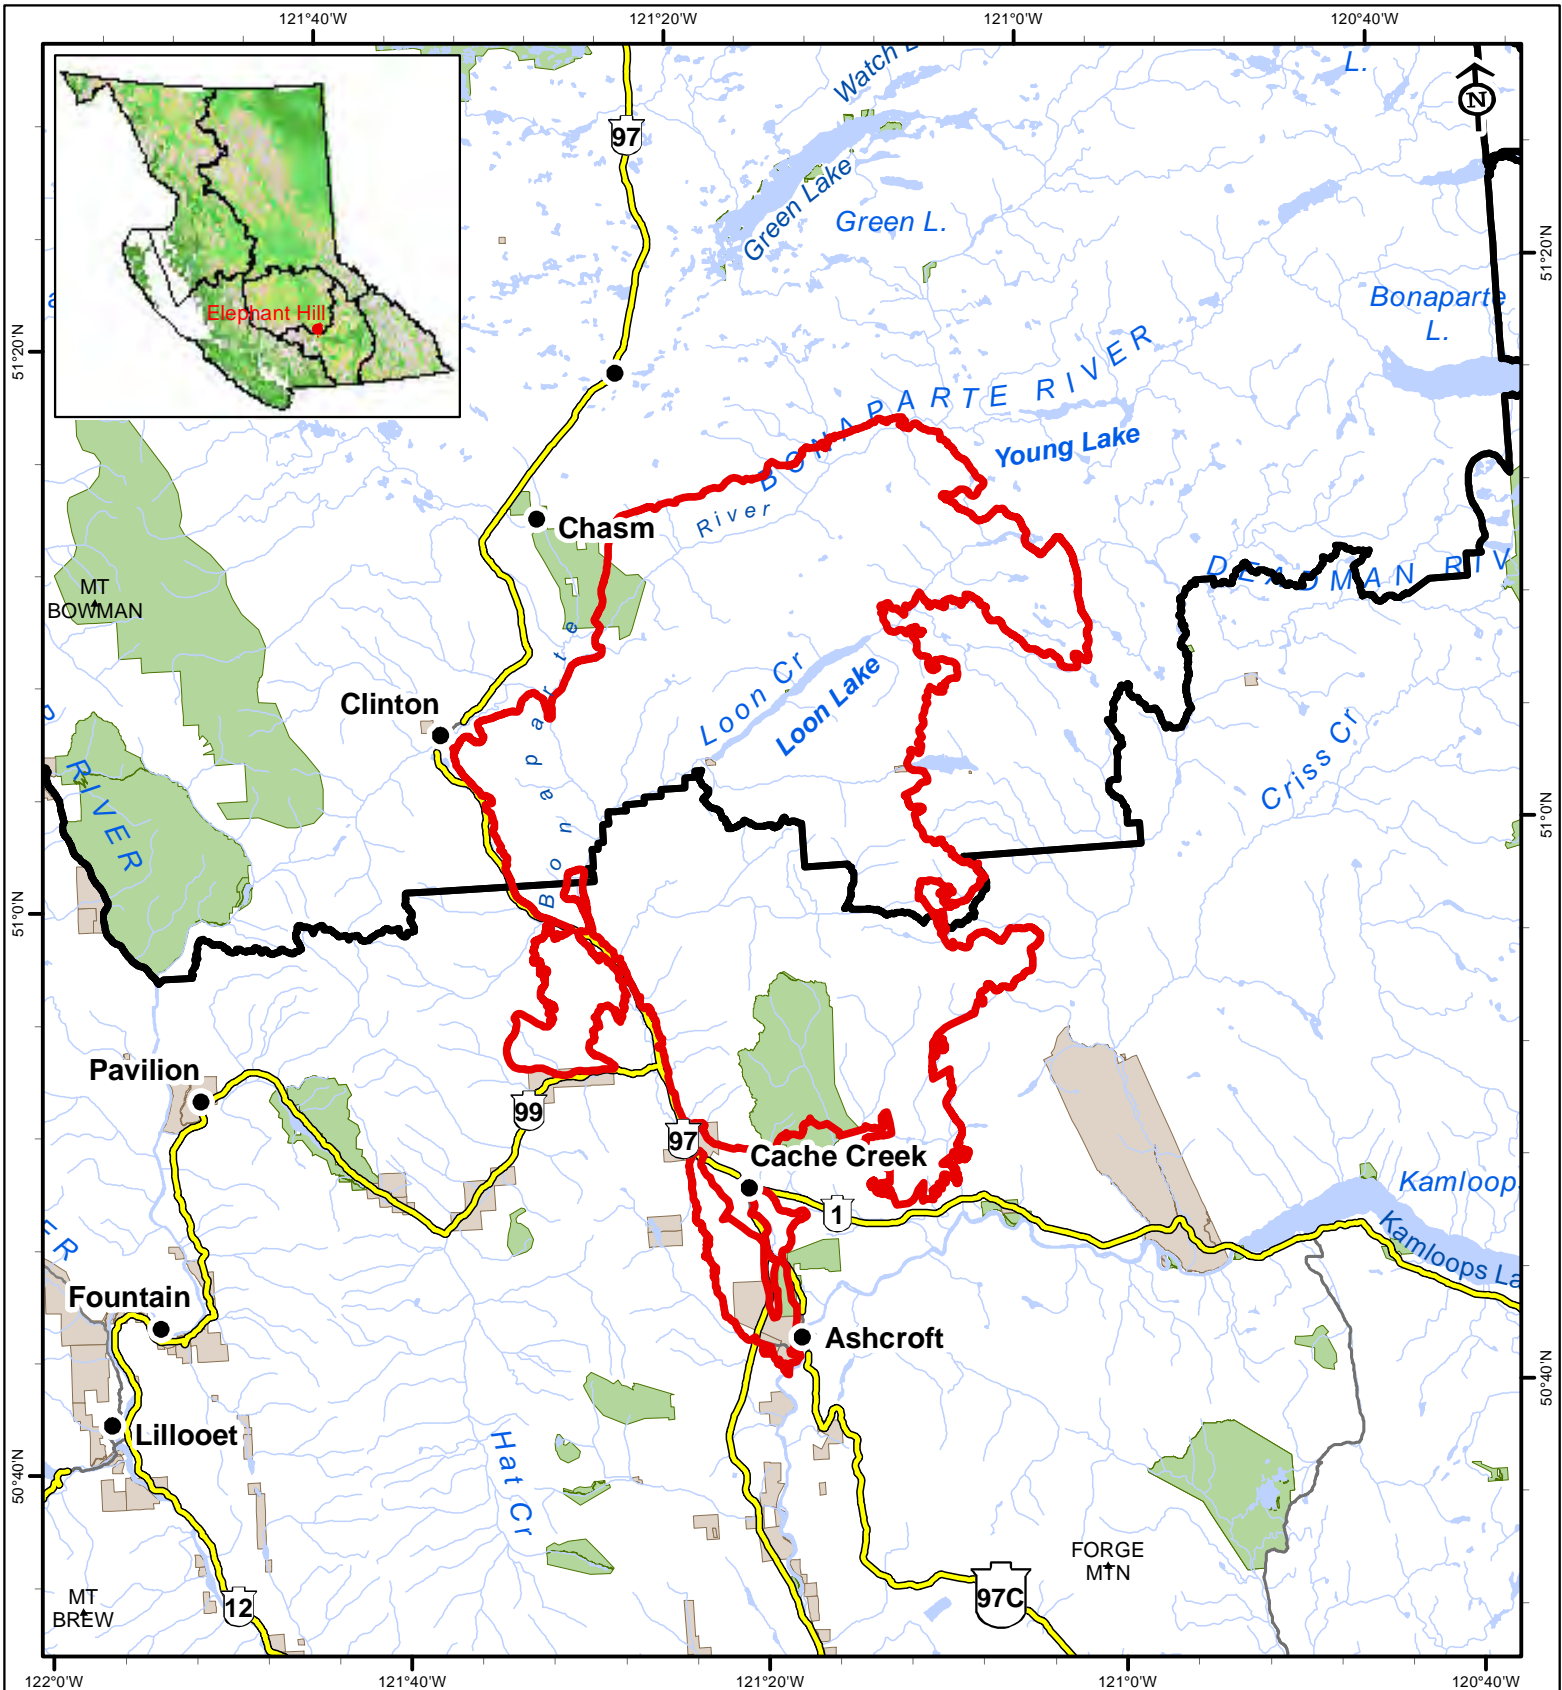 121°40'W
121°20'W
121°0'W
120°40'W
Watch L
L.
97
Green Lake
Green L.
51°20'N
Elephant Hill
Bonaparte
L.
51°20'N
BONAPARTE RIVER
Young Lake
River
Chasm
DEADMAN RIV
MT
BOWMAN
Bonaparte
Loon Cr
Loon Lake
Clinton
Criss Cr
RIVER
51°0'N
51°0'N
Pavilion
99
97
Cache Creek
1
Kamloops
Kamloops La
ER
Fountain
Ashcroft
50°40'N
Lillooet
Hat Cr
50°40'N
FORGE
MTN
97C
MT
BREW
12
122°0'W
121°40'W
121°20'W
121°0'W
120°40'W
N